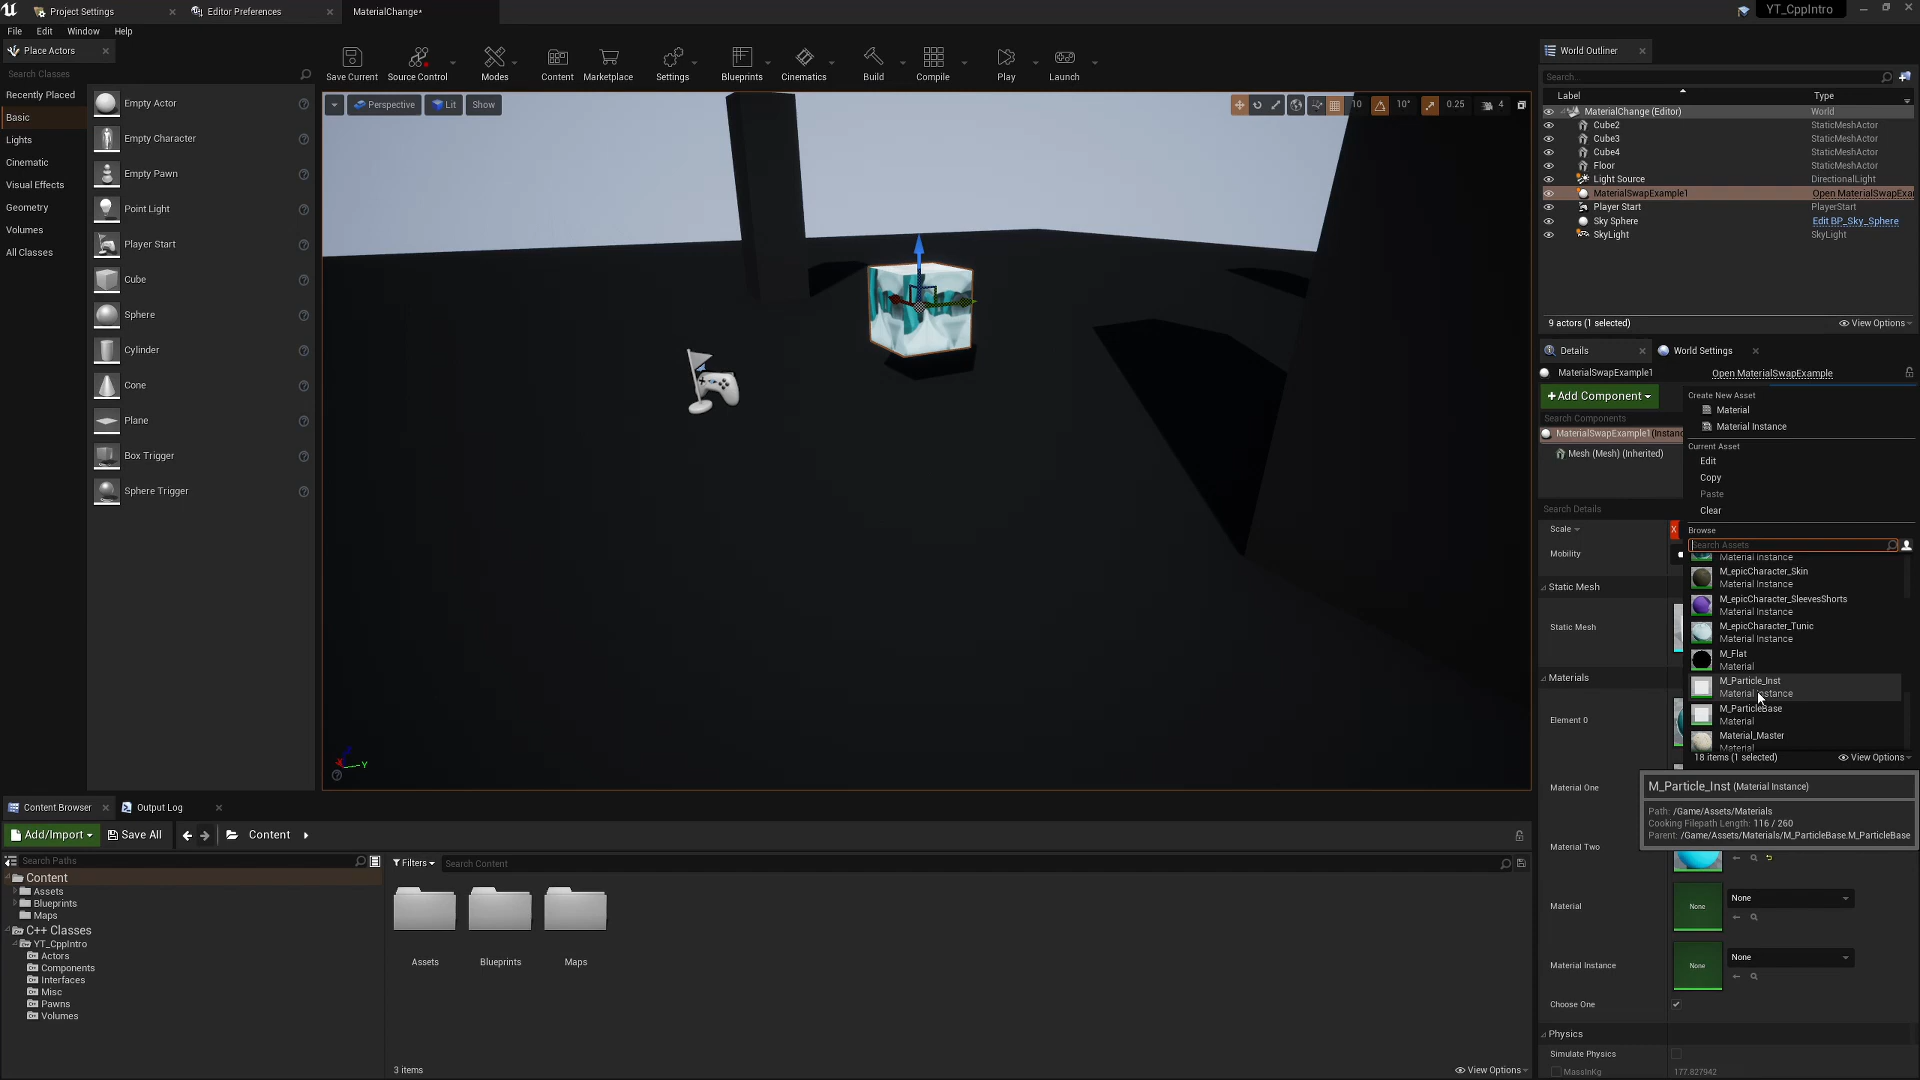 Project Settings
Editor Preferences
MaterialChange*
YT_CppIntro
File Edit Window Help
Place Actors
Search Classes
Recently Placed
Basic
Lights
Cinematic
Visual Effects
Geometry
Volumes
All Classes
Empty Actor
Empty Character
Empty Pawn
Point Light
Player Start
Cube
Sphere
Cylinder
Cone
Plane
Box Trigger
Sphere Trigger
Save Current
Source Control
Modes
Content
Marketplace
Settings
Blueprints
Cinematics
Build
Compile
Play
Launch
Perspective
Lit
Show
10
10°
0.25
4
X
Y
World Outliner
Search...
Label Type
MaterialChange (Editor) World
Cube2 StaticMeshActor
Cube3 StaticMeshActor
Cube4 StaticMeshActor
Floor StaticMeshActor
Light Source DirectionalLight
MaterialSwapExample1 Open MaterialSwapExa
Player Start PlayerStart
Sky Sphere Edit BP_Sky_Sphere
SkyLight SkyLight
9 actors (1 selected)
View Options
Details
World Settings
MaterialSwapExample1
Open MaterialSwapExample
+Add Component
Search Components
MaterialSwapExample1(Instanc
Mesh (Mesh) (Inherited)
Search Details
Scale
X
Mobility
Static Mesh
Static Mesh
Materials
Element 0
Material One
Material Two
Material
None
None
Material Instance
None
None
Choose One
Physics
Simulate Physics
MassInKg
177.827942
Create New Asset
Material
Material Instance
Current Asset
Edit
Copy
Paste
Clear
Browse
Search Assets
Material Instance
M_epicCharacter_Skin
Material Instance
M_epicCharacter_SleevesShorts
Material Instance
M_epicCharacter_Tunic
Material Instance
M_Flat
Material
M_Particle_Inst
Material Instance
M_ParticleBase
Material
Material_Master
Material
18 items (1 selected)
View Options
M_Particle_Inst (Material Instance)
Path: /Game/Assets/Materials
Cooking Filepath Length: 116 / 260
Parent: /Game/Assets/Materials/M_ParticleBase.M_ParticleBase
Content Browser
Output Log
Add/Import
Save All
Content
Search Paths
Filters
Search Content
Content
Assets
Blueprints
Maps
C++ Classes
YT_CppIntro
Actors
Components
Interfaces
Misc
Pawns
Volumes
Assets
Blueprints
Maps
3 items
View Options